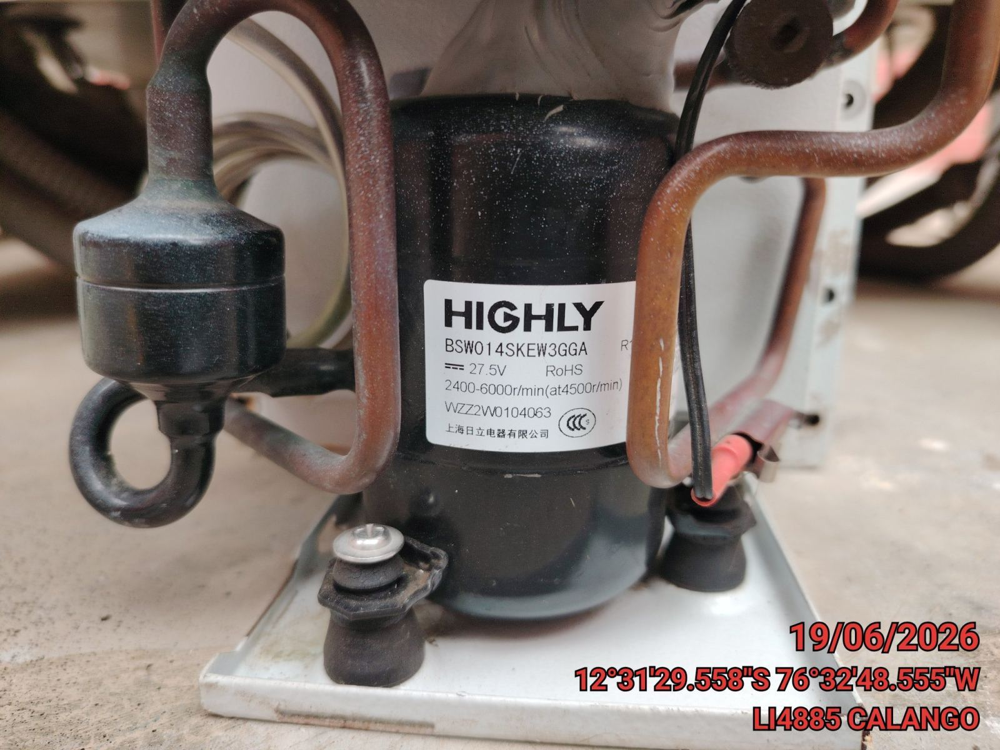 HIGHLY
BSW014SKEW3GGA
27.5V RoHS
2400-6000r/min(at4500r/min)
WZZ2W0104063
CCC S
上海日立电器有限公司
19/06/2026
12°31'29.558"S 76°32'48.555"W
LI4885 CALANGO